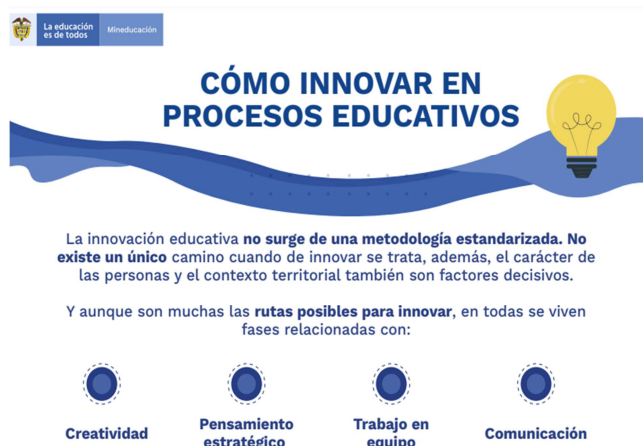 La educación
es de todos
Mineducación
CÓMO INNOVAR EN
PROCESOS EDUCATIVOS
La innovación educativa no surge de una metodología estandarizada. No
existe un único camino cuando de innovar se trata, además, el carácter de
las personas y el contexto territorial también son factores decisivos.
Y aunque son muchas las rutas posibles para innovar, en todas se viven
fases relacionadas con:
Creatividad
Pensamiento
estratégico
Trabajo en
equipo
Comunicación